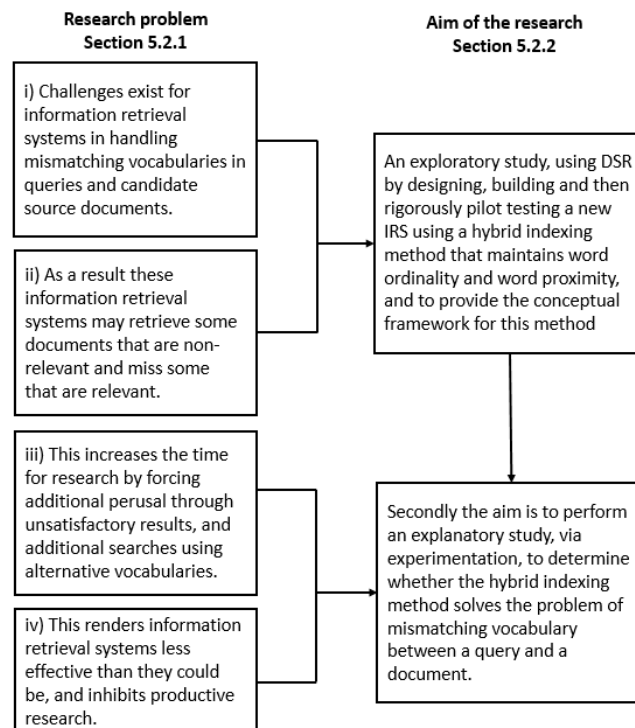 Research problem
Section 5.2.1
i) Challenges exist for
information retrieval
systems in handling
mismatching vocabularies in
queries and candidate
source documents.
ii) As a result these
information retrieval
systems may retrieve some
documents that are non-
relevant and miss some
that are relevant.
iii) This increases the time
for research by forcing
additional perusal through
unsatisfactory results, and
additional searches using
alternative vocabularies.
iv) This renders information
retrieval systems less
effective than they could
be, and inhibits productive
research.
Aim of the research
Section 5.2.2
An exploratory study, using DSR
by designing, building and then
rigorously pilot testing a new
IRS using a hybrid indexing
method that maintains word
ordinality and word proximity,
and to provide the conceptual
framework for this method
Secondly the aim is to perform
an explanatory study, via
experimentation, to determine
whether the hybrid indexing
method solves the problem of
mismatching vocabulary
between a query and a
document.